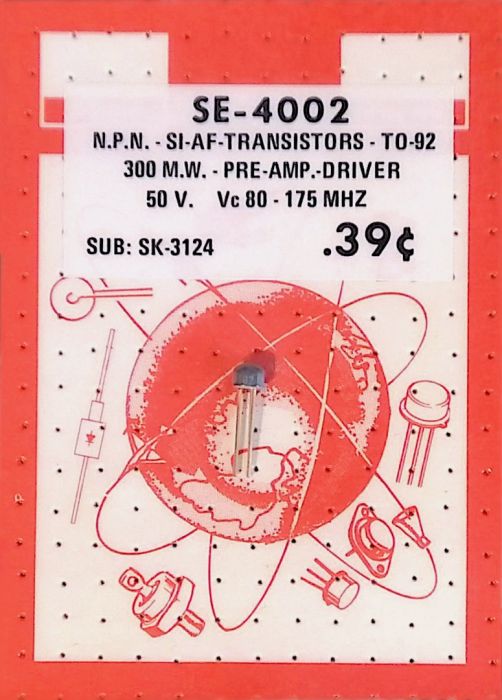 SE-4002
N.P.N. - SI-AF-TRANSISTORS - TO-92
300 M.W. - PRE-AMP.-DRIVER
50 V. Vc 80 - 175 MHZ
SUB: SK-3124 .39¢